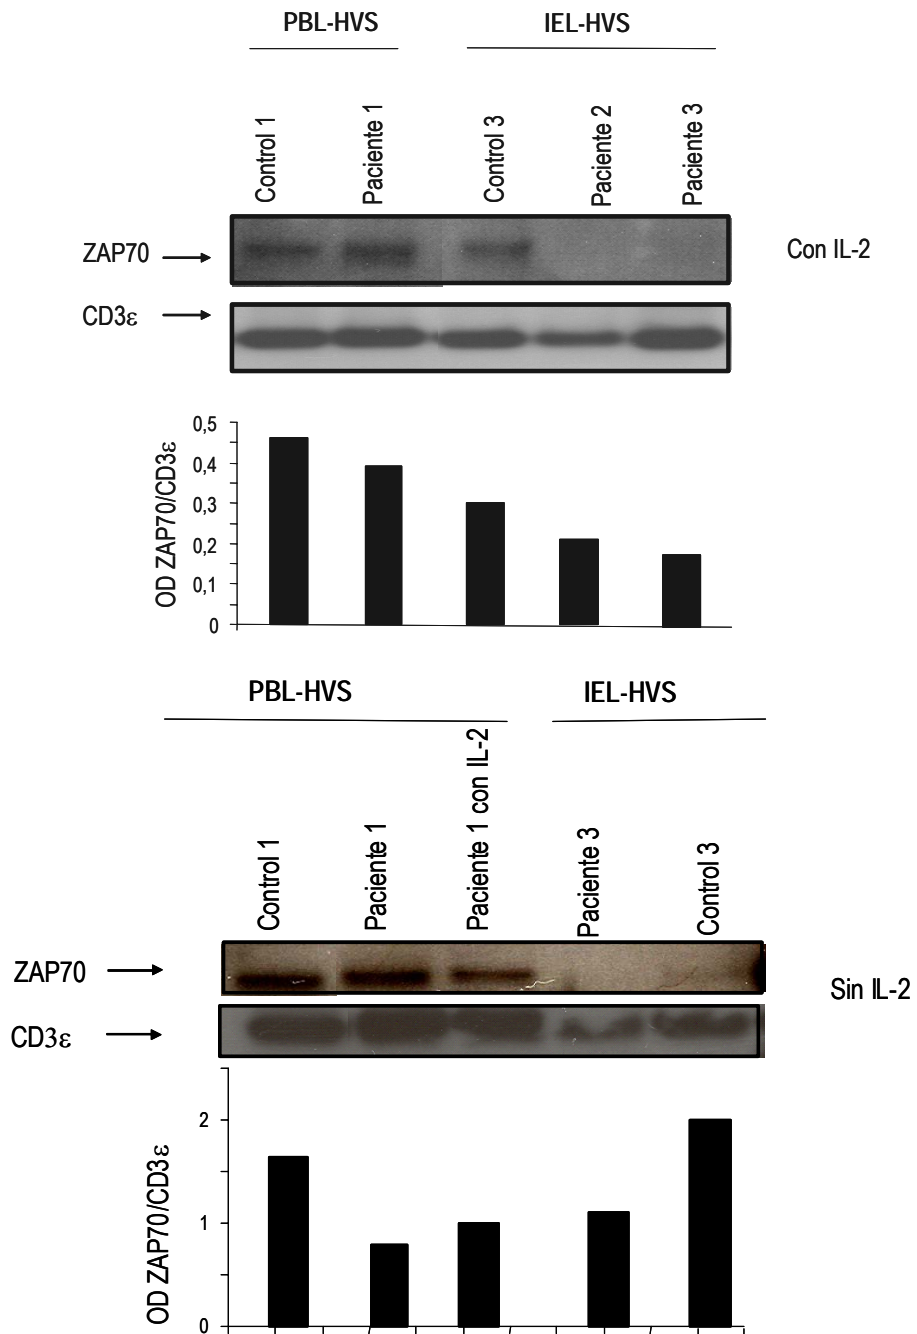 PBL-HVS IEL-HVS
Control 1 Paciente 1 Control 3 Paciente 2 Paciente 3
ZAP70
Con IL-2
CD3ε
OD ZAP70/CD3ε
0,5
0,4
0,3
0,2
0,1
0
PBL-HVS IEL-HVS
Control 1 Paciente 1 Paciente 1 con IL-2 Paciente 3 Control 3
ZAP70
Sin IL-2
CD3ε
OD ZAP70/CD3ε
2
1
0